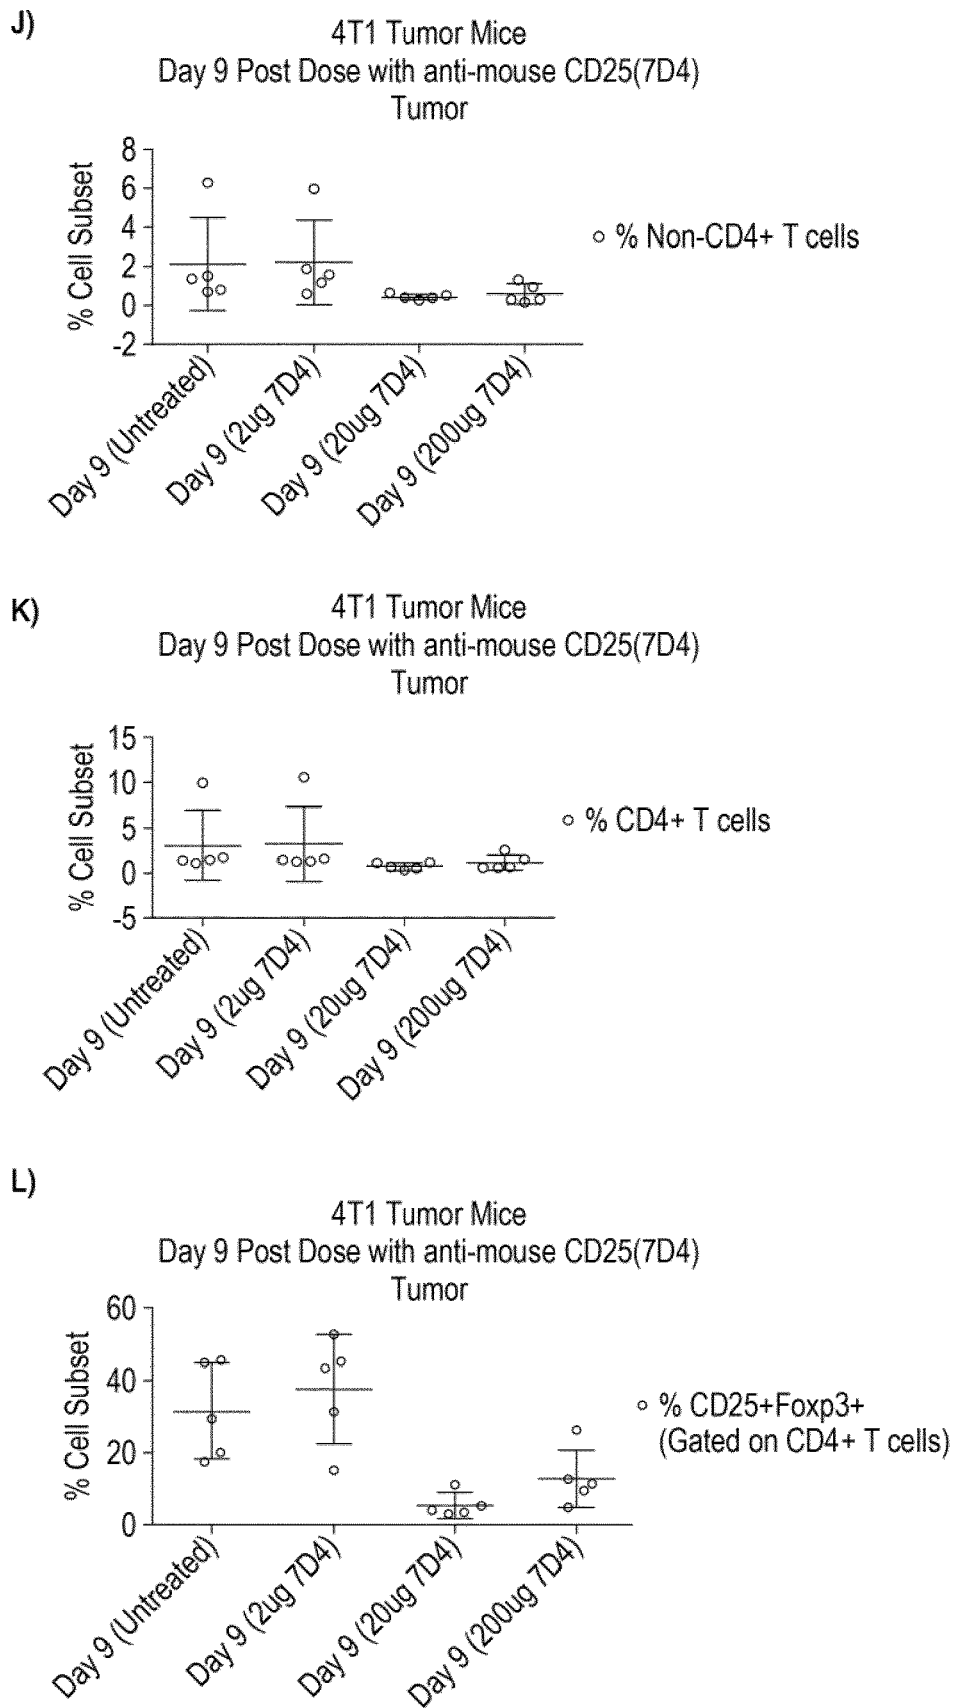 J)
4T1 Tumor Mice
Day 9 Post Dose with anti-mouse CD25(7D4)
Tumor
8
6
4
2
0
-2
% Cell Subset
○ % Non-CD4+ T cells
Day 9 (Untreated)
Day 9 (2ug 7D4)
Day 9 (20ug 7D4)
Day 9 (200ug 7D4)
K)
4T1 Tumor Mice
Day 9 Post Dose with anti-mouse CD25(7D4)
Tumor
15
10
5
0
-5
% Cell Subset
○ % CD4+ T cells
Day 9 (Untreated)
Day 9 (2ug 7D4)
Day 9 (20ug 7D4)
Day 9 (200ug 7D4)
L)
4T1 Tumor Mice
Day 9 Post Dose with anti-mouse CD25(7D4)
Tumor
60
40
20
0
% Cell Subset
○ % CD25+Foxp3+
(Gated on CD4+ T cells)
Day 9 (Untreated)
Day 9 (2ug 7D4)
Day 9 (20ug 7D4)
Day 9 (200ug 7D4)